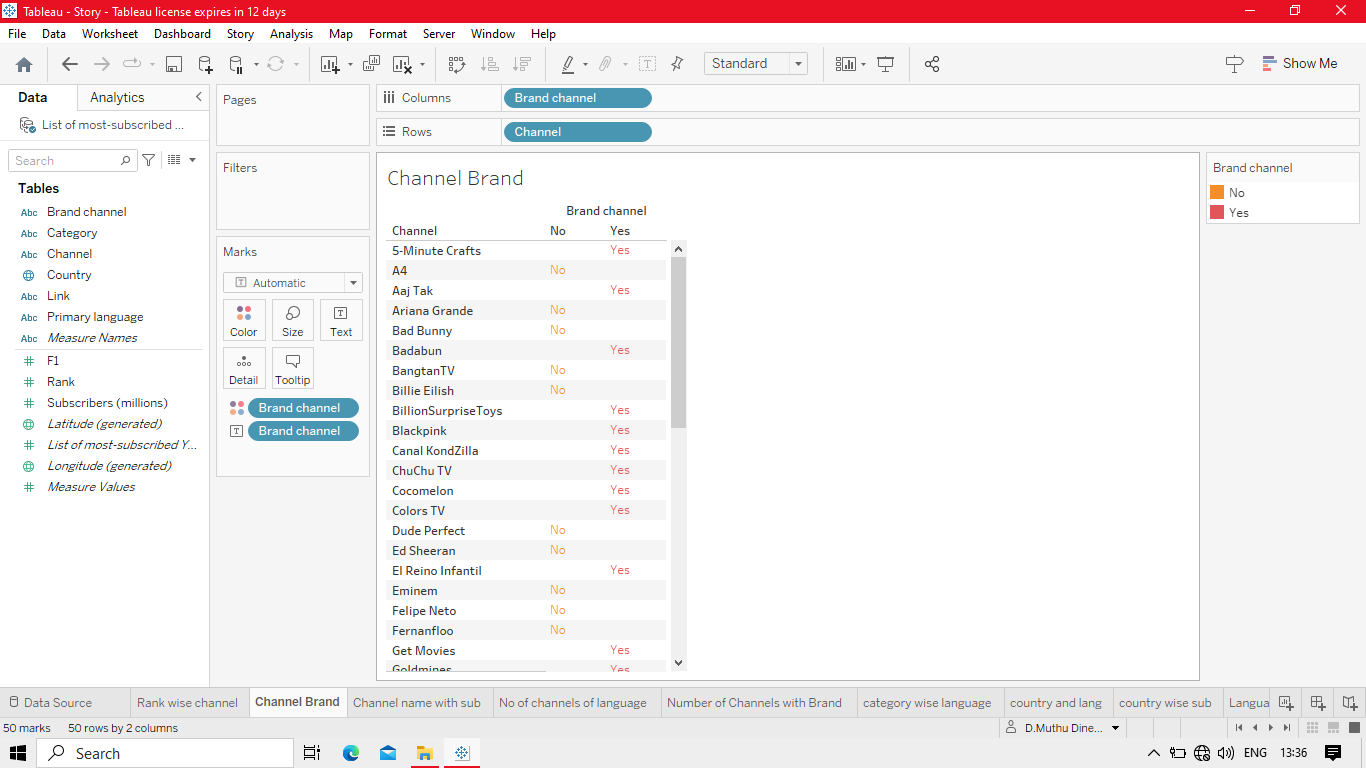 Tableau - Story - Tableau license expires in 12 days
File Data Worksheet Dashboard Story Analysis Map Format Server Window Help
Standard
Show Me
Data Analytics
List of most-subscribed ...
Search
Tables
Abc Brand channel
Abc Category
Abc Channel
Country
Abc Link
Abc Primary language
Abc Measure Names
F1
Rank
Subscribers (millions)
Latitude (generated)
List of most-subscribed Y...
Longitude (generated)
Measure Values
Pages
Filters
Marks
Automatic
Color Size Text
Detail Tooltip
Brand channel
Brand channel
Columns Brand channel
Rows Channel
Channel Brand
Brand channel
Channel No Yes
5-Minute Crafts Yes
A4 No
Aaj Tak Yes
Ariana Grande No
Bad Bunny No
Badabun Yes
BangtanTV No
Billie Eilish No
BillionSurpriseToys Yes
Blackpink Yes
Canal KondZilla Yes
ChuChu TV Yes
Cocomelon Yes
Colors TV Yes
Dude Perfect No
Ed Sheeran No
El Reino Infantil Yes
Eminem No
Felipe Neto No
Fernanfloo No
Get Movies Yes
Goldmines Yes
Brand channel
No
Yes
Data Source Rank wise channel Channel Brand Channel name with sub No of channels of language Number of Channels with Brand category wise language country and lang country wise sub Langua
50 marks 50 rows by 2 columns D.Muthu Dine...
Search ENG 13:36